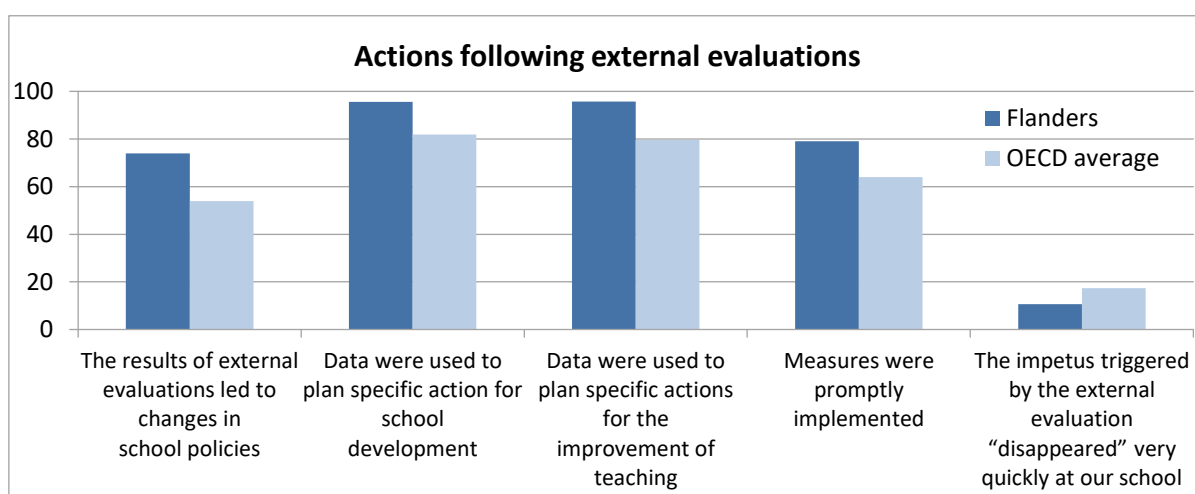 Actions following external evaluations
100
80
60
40
20
0
Flanders
OECD average
The results of external
evaluations led to
changes in
school policies
Data were used to
plan specific action for
school
development
Data were used to
plan specific actions
for the
improvement of
teaching
Measures were
promptly
implemented
The impetus triggered
by the external
evaluation
“disappeared” very
quickly at our school